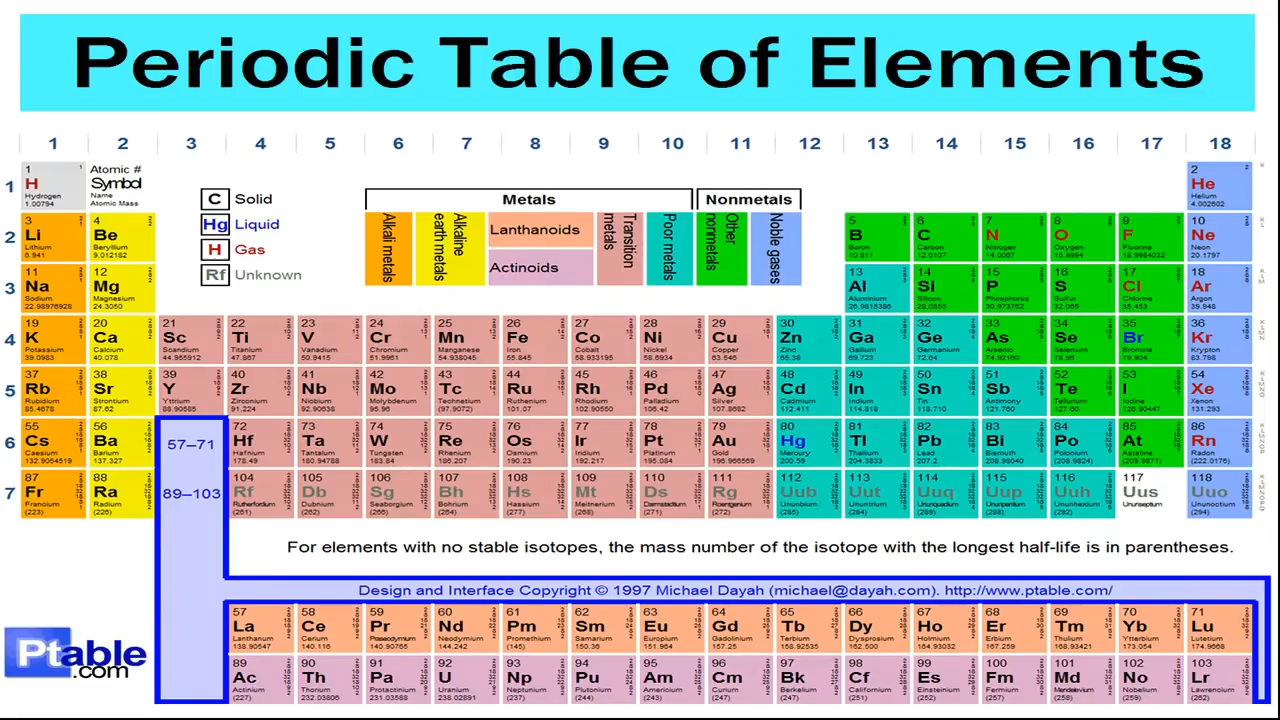 Periodic Table of Elements
1 2 3 4 5 6 7 8 9 10 11 12 13 14 15 16 17 18
1
1 H Hydrogen 1.00794
Atomic # Symbol Name Atomic Mass
2 He Helium 4.002602
C Solid
Hg Liquid
H Gas
Rf Unknown
Metals
Nonmetals
Alkali metals
Alkaline earth metals
Lanthanoids
Actinoids
Transition metals
Poor metals
Other nonmetals
Noble gases
2
3 Li Lithium 6.941
4 Be Beryllium 9.012182
5 B Boron 10.811
6 C Carbon 12.0107
7 N Nitrogen 14.0067
8 O Oxygen 15.9994
9 F Fluorine 18.9984032
10 Ne Neon 20.1797
3
11 Na Sodium 22.98976928
12 Mg Magnesium 24.3050
13 Al Aluminium 26.9815386
14 Si Silicon 28.0855
15 P Phosphorus 30.973762
16 S Sulfur 32.065
17 Cl Chlorine 35.453
18 Ar Argon 39.948
4
19 K Potassium 39.0983
20 Ca Calcium 40.078
21 Sc Scandium 44.955912
22 Ti Titanium 47.867
23 V Vanadium 50.9415
24 Cr Chromium 51.9961
25 Mn Manganese 54.938045
26 Fe Iron 55.845
27 Co Cobalt 58.933195
28 Ni Nickel 58.6934
29 Cu Copper 63.546
30 Zn Zinc 65.38
31 Ga Gallium 69.723
32 Ge Germanium 72.64
33 As Arsenic 74.92160
34 Se Selenium 78.96
35 Br Bromine 79.904
36 Kr Krypton 83.798
5
37 Rb Rubidium 85.4678
38 Sr Strontium 87.62
39 Y Yttrium 88.90585
40 Zr Zirconium 91.224
41 Nb Niobium 92.90638
42 Mo Molybdenum 95.96
43 Tc Technetium (97.9072)
44 Ru Ruthenium 101.07
45 Rh Rhodium 102.90550
46 Pd Palladium 106.42
47 Ag Silver 107.8682
48 Cd Cadmium 112.411
49 In Indium 114.818
50 Sn Tin 118.710
51 Sb Antimony 121.760
52 Te Tellurium 127.60
53 I Iodine 126.90447
54 Xe Xenon 131.293
6
55 Cs Caesium 132.9054519
56 Ba Barium 137.327
57–71
72 Hf Hafnium 178.49
73 Ta Tantalum 180.94788
74 W Tungsten 183.84
75 Re Rhenium 186.207
76 Os Osmium 190.23
77 Ir Iridium 192.217
78 Pt Platinum 195.084
79 Au Gold 196.966569
80 Hg Mercury 200.59
81 Tl Thallium 204.3833
82 Pb Lead 207.2
83 Bi Bismuth 208.98040
84 Po Polonium (208.9824)
85 At Astatine (209.9871)
86 Rn Radon (222.0176)
7
87 Fr Francium (223)
88 Ra Radium (226)
89–103
104 Rf Rutherfordium (261)
105 Db Dubnium (262)
106 Sg Seaborgium (266)
107 Bh Bohrium (264)
108 Hs Hassium (277)
109 Mt Meitnerium (268)
110 Ds Darmstadtium (271)
111 Rg Roentgenium (272)
112 Uub Ununbium (285)
113 Uut Ununtrium (284)
114 Uuq Ununquadium (289)
115 Uup Ununpentium (288)
116 Uuh Ununhexium (292)
117 Uus Ununseptium
118 Uuo Ununoctium (294)
For elements with no stable isotopes, the mass number of the isotope with the longest half-life is in parentheses.
Design and Interface Copyright © 1997 Michael Dayah (michael@dayah.com). http://www.ptable.com/
57 La Lanthanum 138.90547
58 Ce Cerium 140.116
59 Pr Praseodymium 140.90765
60 Nd Neodymium 144.242
61 Pm Promethium (145)
62 Sm Samarium 150.36
63 Eu Europium 151.964
64 Gd Gadolinium 157.25
65 Tb Terbium 158.92535
66 Dy Dysprosium 162.500
67 Ho Holmium 164.93032
68 Er Erbium 167.259
69 Tm Thulium 168.93421
70 Yb Ytterbium 173.054
71 Lu Lutetium 174.9668
Ptable.com
89 Ac Actinium (227)
90 Th Thorium 232.03806
91 Pa Protactinium 231.03588
92 U Uranium 238.02891
93 Np Neptunium (237)
94 Pu Plutonium (244)
95 Am Americium (243)
96 Cm Curium (247)
97 Bk Berkelium (247)
98 Cf Californium (251)
99 Es Einsteinium (252)
100 Fm Fermium (257)
101 Md Mendelevium (258)
102 No Nobelium (259)
103 Lr Lawrencium (262)